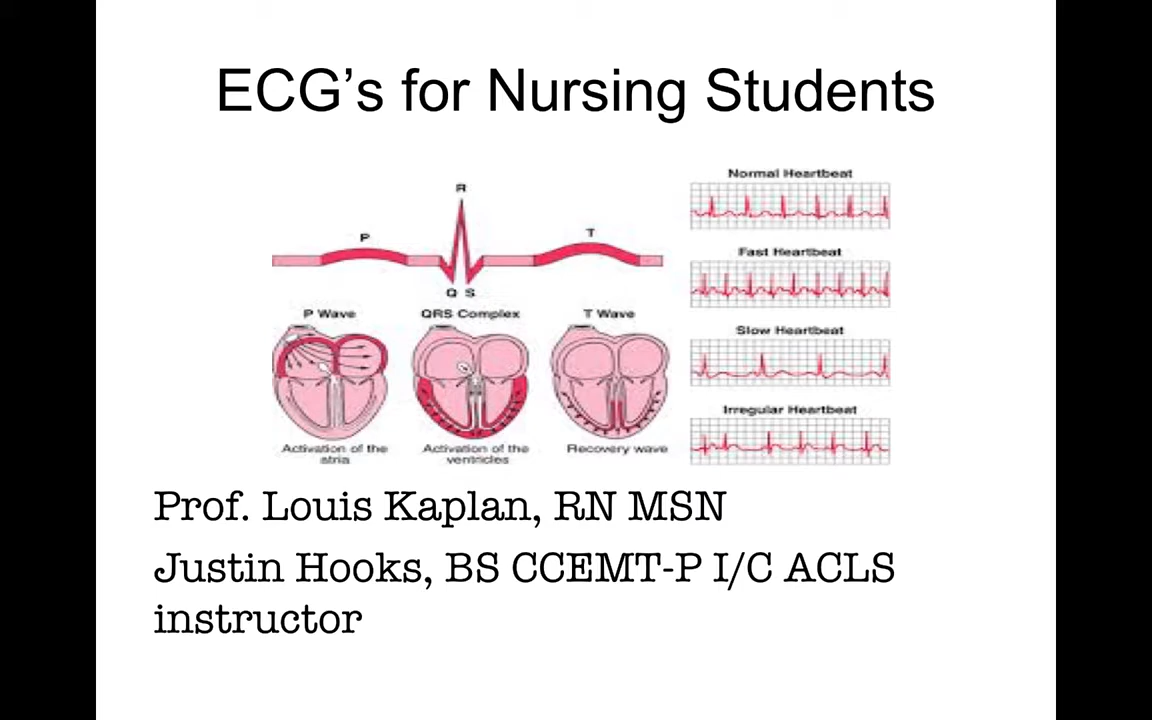 ECG's for Nursing Students
R
P
T
Q S
P Wave
QRS Complex
T Wave
Activation of the
atria
Activation of the
ventricles
Recovery wave
Normal Heartbeat
Fast Heartbeat
Slow Heartbeat
Irregular Heartbeat
Prof. Louis Kaplan, RN MSN
Justin Hooks, BS CCEMT-P I/C ACLS
instructor